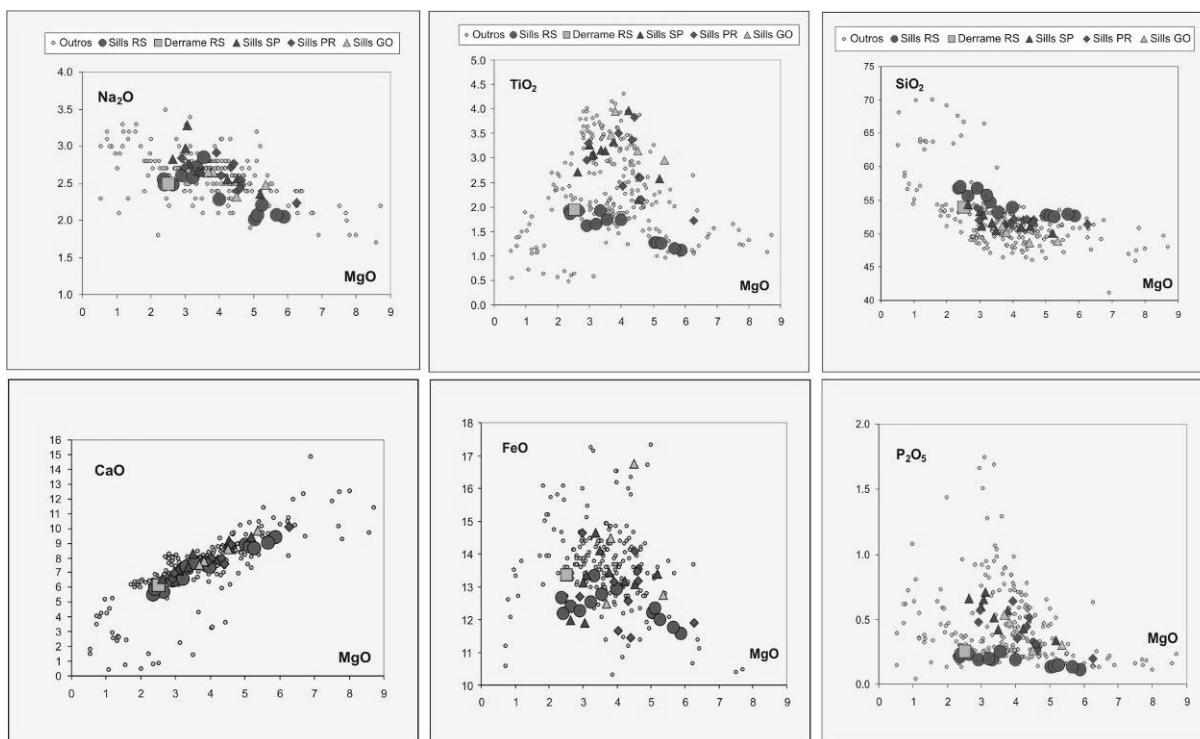 Outros Sills RS Derrame RS Sills SP Sills PR Sills GO
4.0
3.5
3.0
2.5
2.0
1.5
1.0
Na₂O
MgO
0 1 2 3 4 5 6 7 8 9
Outros Sills RS Derrame RS Sills SP Sills PR Sills GO
5.0
4.5
4.0
3.5
3.0
2.5
2.0
1.5
1.0
0.5
0.0
TiO₂
MgO
0 1 2 3 4 5 6 7 8 9
Outros Sills RS Derrame RS Sills SP Sills PR Sills GO
75
70
65
60
55
50
45
40
SiO₂
MgO
0 1 2 3 4 5 6 7 8 9
16
15
14
13
12
11
10
9
8
7
6
5
4
3
2
1
0
CaO
MgO
0 1 2 3 4 5 6 7 8 9
18
17
16
15
14
13
12
11
10
FeO
MgO
0 1 2 3 4 5 6 7 8 9
2.0
1.5
1.0
0.5
0.0
P₂O₅
MgO
0 1 2 3 4 5 6 7 8 9